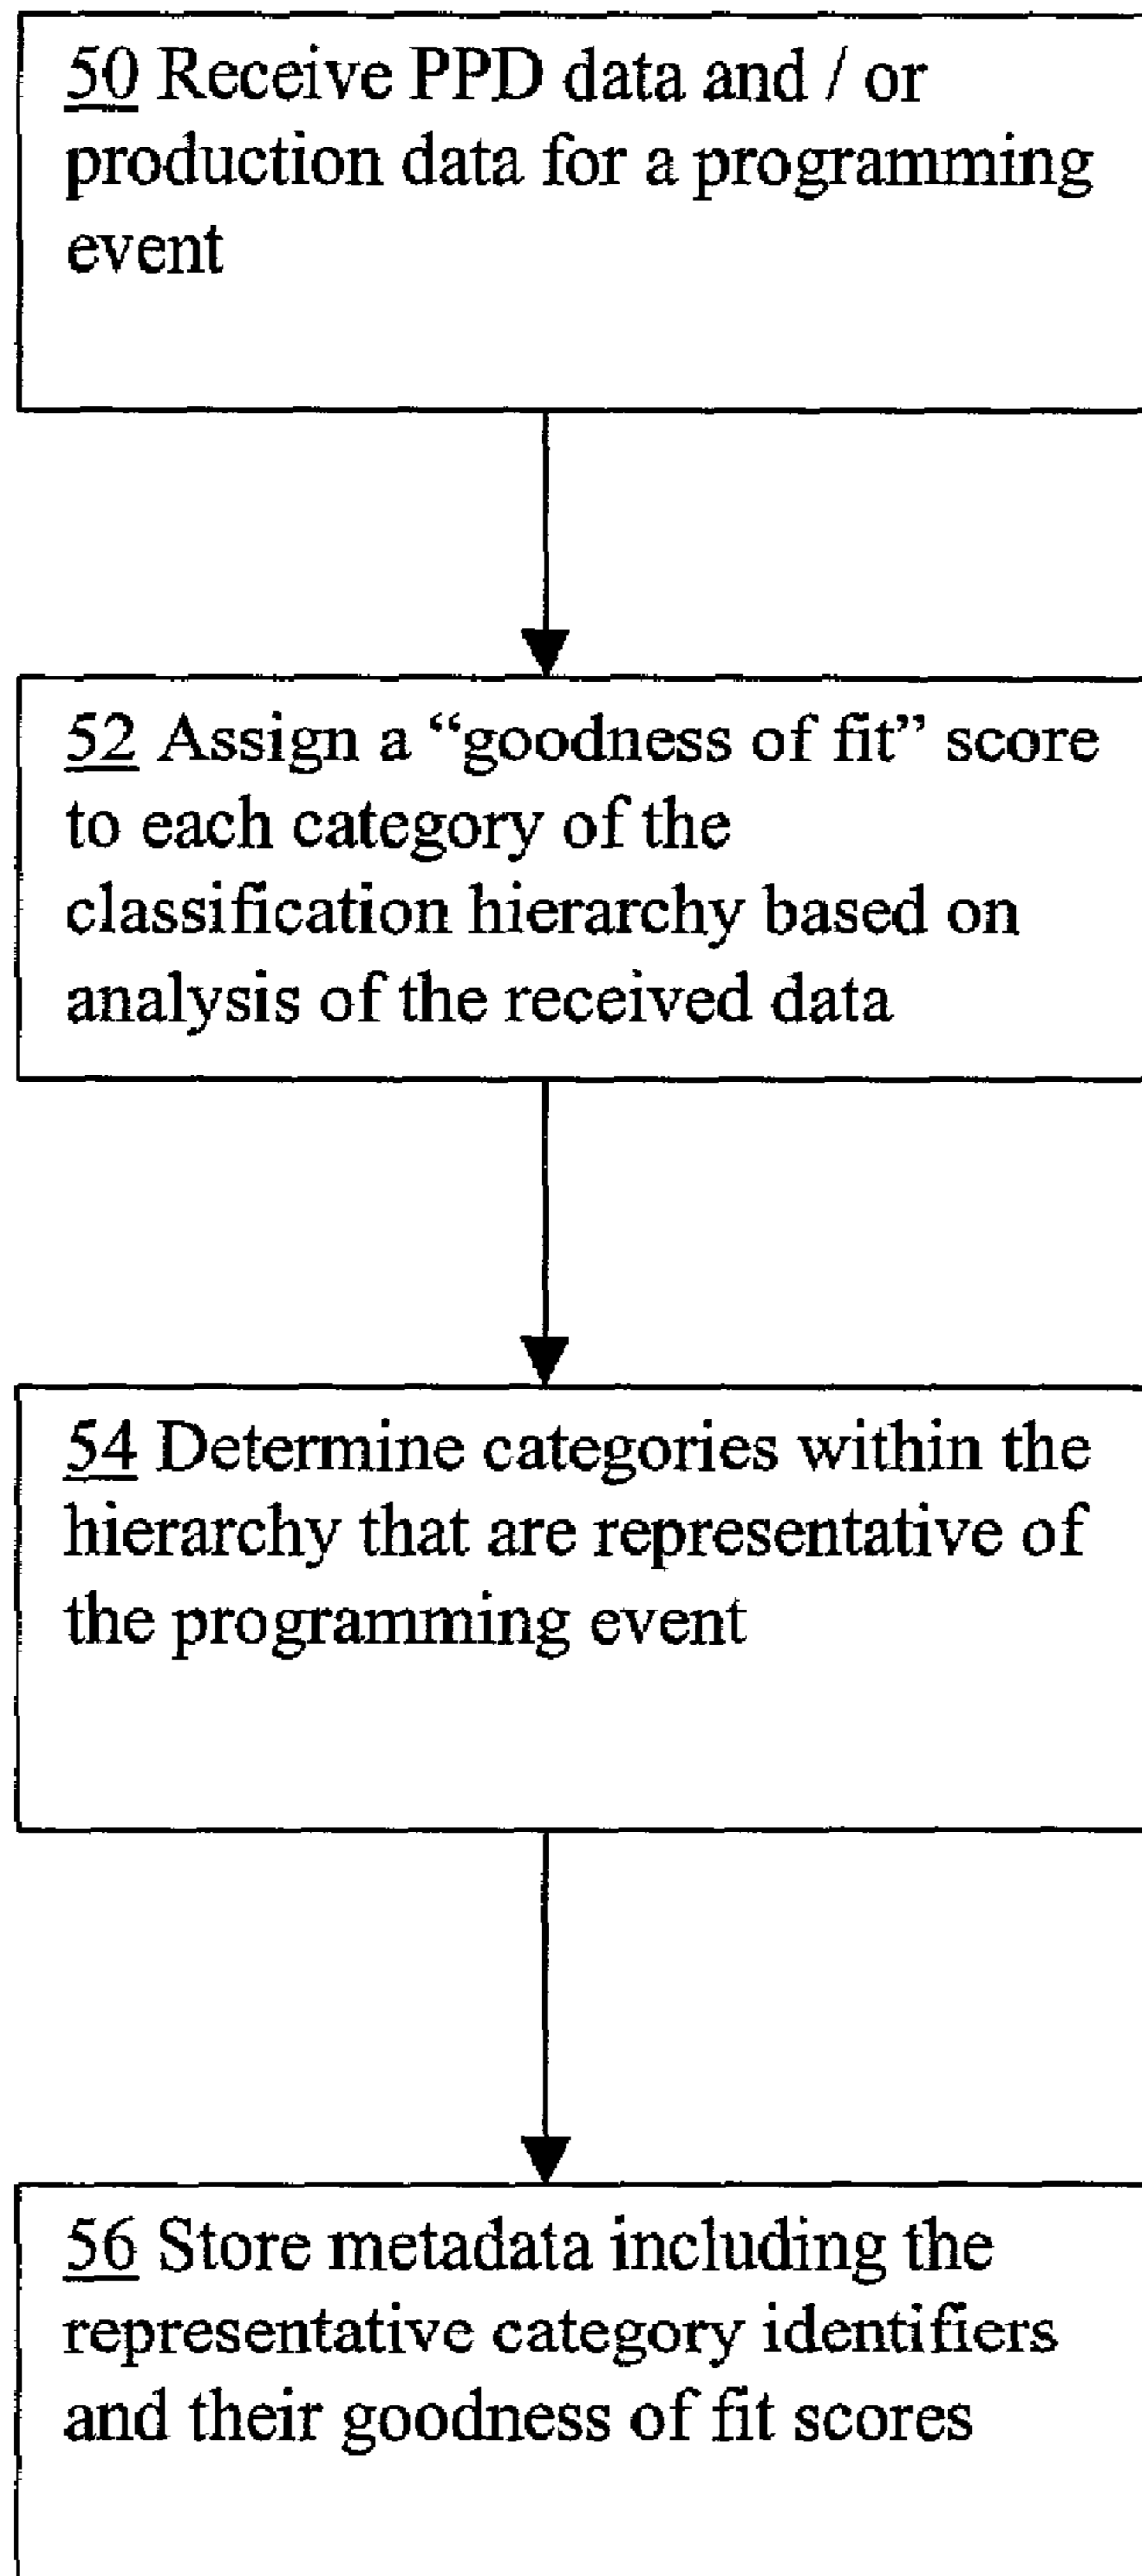 50 Receive PPD data and / or
production data for a programming
event
52 Assign a “goodness of fit” score
to each category of the
classification hierarchy based on
analysis of the received data
54 Determine categories within the
hierarchy that are representative of
the programming event
56 Store metadata including the
representative category identifiers
and their goodness of fit scores